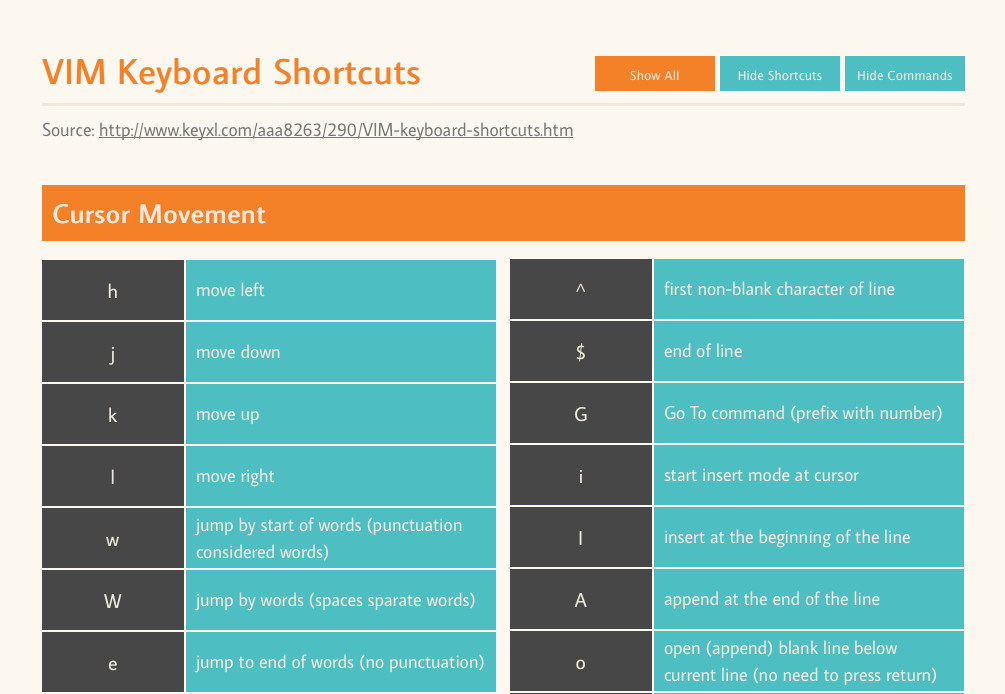 VIM Keyboard Shortcuts
Show All
Hide Shortcuts
Hide Commands
Source: http://www.keyxl.com/aaa8263/290/VIM-keyboard-shortcuts.htm
Cursor Movement
h
move left
j
move down
k
move up
l
move right
w
jump by start of words (punctuation
considered words)
W
jump by words (spaces sparate words)
e
jump to end of words (no punctuation)
^
first non-blank character of line
$
end of line
G
Go To command (prefix with number)
i
start insert mode at cursor
I
insert at the beginning of the line
A
append at the end of the line
o
open (append) blank line below
current line (no need to press return)